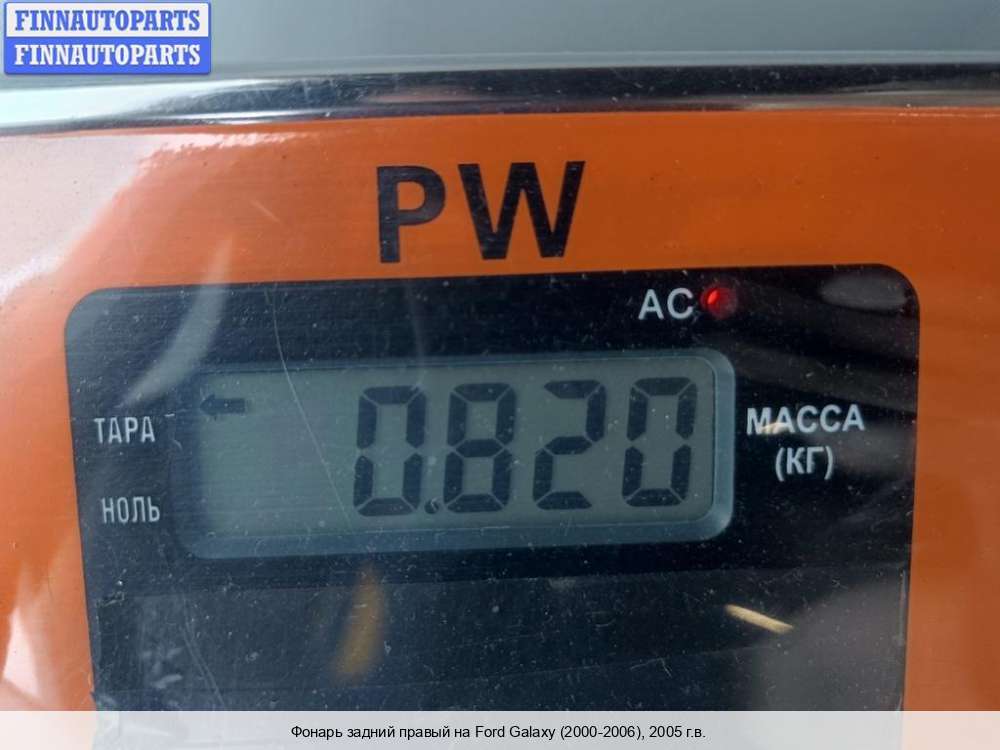 FINNAUTOPARTS
FINNAUTOPARTS
PW
AC
0.820
ТАРА
МАССА
(КГ)
НОЛЬ
Фонарь задний правый на Ford Galaxy (2000-2006), 2005 г.в.